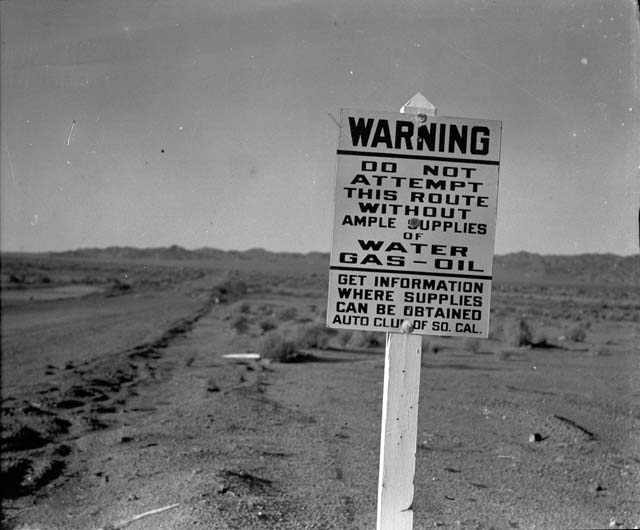 WARNING
DO NOT
ATTEMPT
THIS ROUTE
WITHOUT
AMPLE SUPPLIES
OF
WATER
GAS-OIL
GET INFORMATION
WHERE SUPPLIES
CAN BE OBTAINED
AUTO CLUB OF SO. CAL.